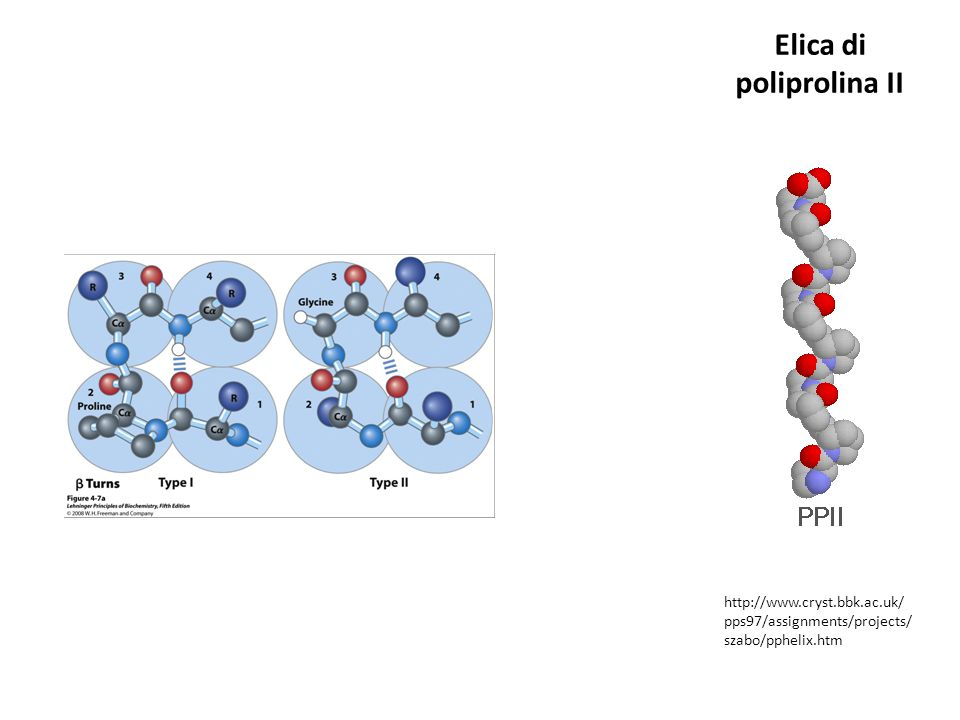 Elica di
poliprolina II
3
4
R
Cα
Cα
R
2
Proline
Cα
R
1
Cα
β Turns
Type I
3
4
Glycine
2
Cα
1
Type II
Figure 4-7a
Lehninger Principles of Biochemistry, Fifth Edition
© 2008 W. H. Freeman and Company
PPII
http://www.cryst.bbk.ac.uk/
pps97/assignments/projects/
szabo/pphelix.htm